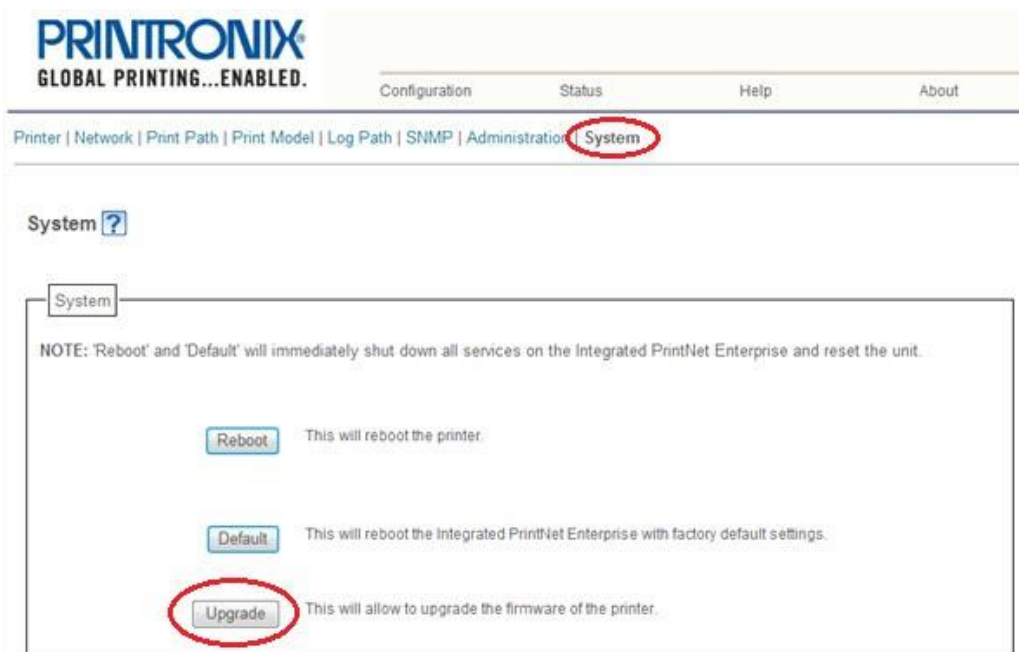 PRINTRONIX
GLOBAL PRINTING...ENABLED.
Configuration Status Help About
Printer | Network | Print Path | Print Model | Log Path | SNMP | Administration | System
System ?
System
NOTE: 'Reboot' and 'Default' will immediately shut down all services on the Integrated PrintNet Enterprise and reset the unit.
Reboot This will reboot the printer.
Default This will reboot the Integrated PrintNet Enterprise with factory default settings.
Upgrade This will allow to upgrade the firmware of the printer.